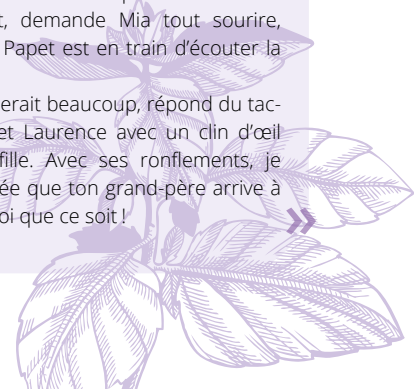 t, demande Mia tout sourire,
Papet est en train d'écouter la
erait beaucoup, répond du tac-
et Laurence avec un clin d'œil
fille. Avec ses ronflements, je
ée que ton grand-père arrive à
oi que ce soit !